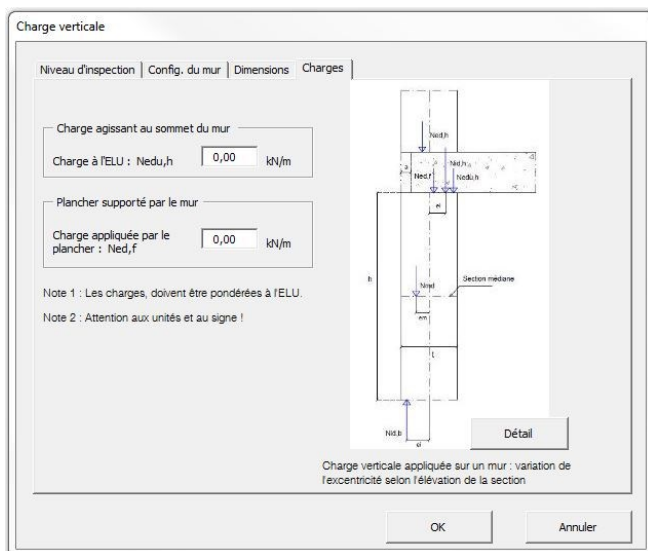 Charge verticale
Niveau d'inspection
Config. du mur
Dimensions
Charges
Charge agissant au sommet du mur
Charge à l'ELU : Nedu,h
0,00
kN/m
Plancher supporté par le mur
Charge appliquée par le
plancher : Ned,f
0,00
kN/m
Note 1 : Les charges, doivent être pondérées à l'ELU.
Note 2 : Attention aux unités et au signe !
Ned,h
a
Ned,f
Nid,h
Nedu,h
ei
h
Nmd
Section médiane
em
t
Nid,b
ei
Détail
Charge verticale appliquée sur un mur : variation de
l'excentricité selon l'élévation de la section
OK
Annuler